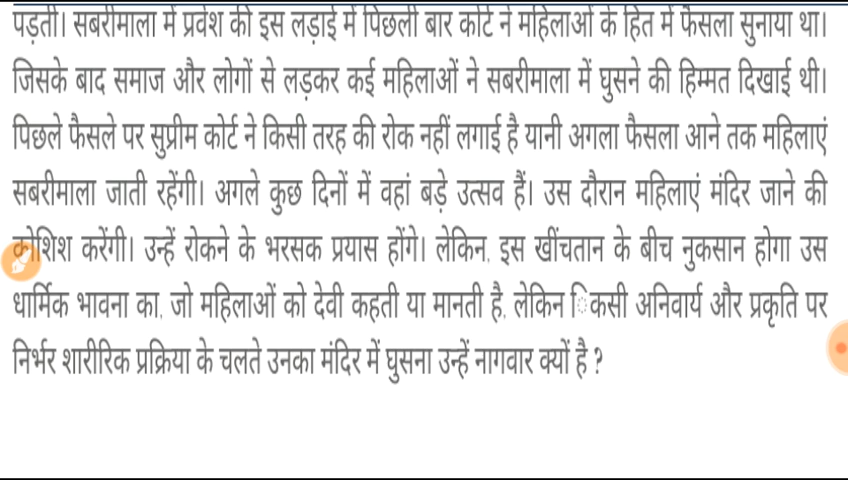 पड़ती। सबरीमाला में प्रवेश की इस लड़ाई में पिछली बार कोर्ट ने महिलाओं के हित में फैसला सुनाया था।
जिसके बाद समाज और लोगों से लड़कर कई महिलाओं ने सबरीमाला में घुसने की हिम्मत दिखाई थी।
पिछले फैसले पर सुप्रीम कोर्ट ने किसी तरह की रोक नहीं लगाई है यानी अगला फैसला आने तक महिलाएं
सबरीमाला जाती रहेंगी। अगले कुछ दिनों में वहां बड़े उत्सव हैं। उस दौरान महिलाएं मंदिर जाने की
कोशिश करेंगी। उन्हें रोकने के भरसक प्रयास होंगे। लेकिन, इस खींचतान के बीच नुकसान होगा उस
धार्मिक भावना का, जो महिलाओं को देवी कहती या मानती है, लेकिन िकसी अनिवार्य और प्रकृति पर
निर्भर शारीरिक प्रक्रिया के चलते उनका मंदिर में घुसना उन्हें नागवार क्यों है ?